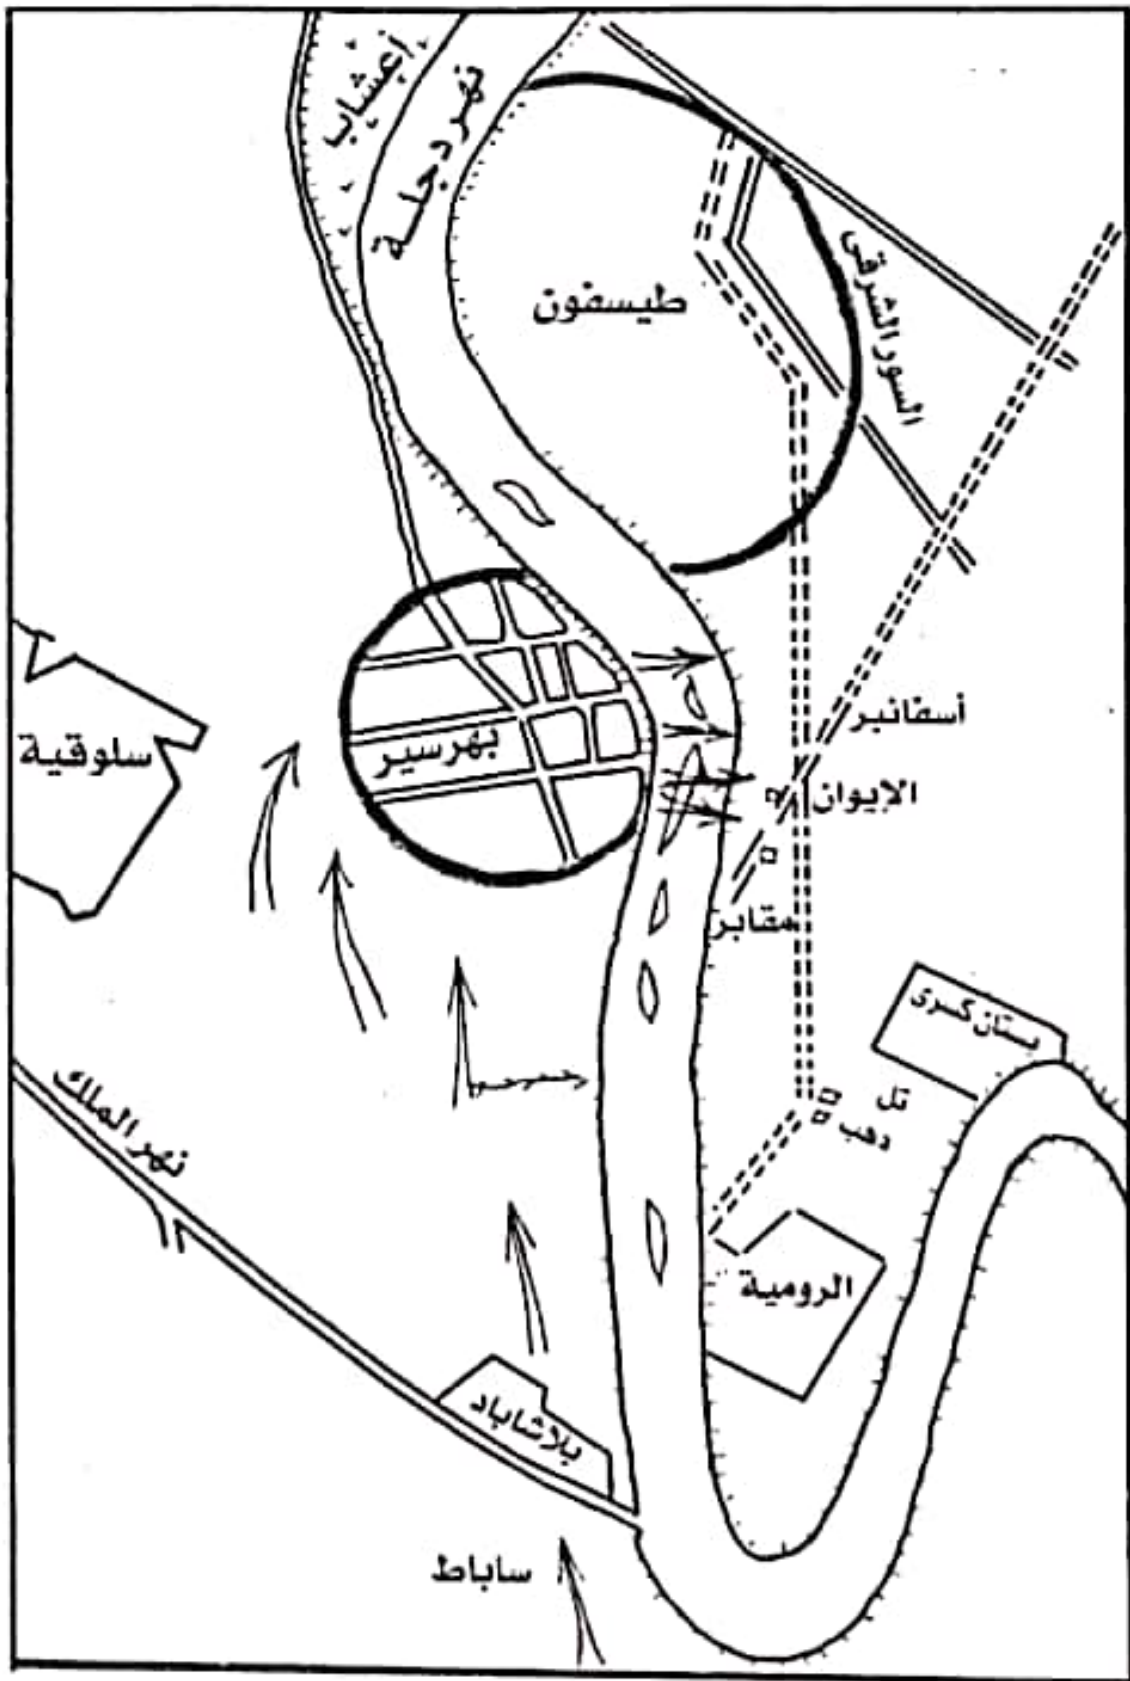 أعشاب
نهر دجلة
طيسفون
السور الشرقي
أسفانبر
سلوقية
بهرسير
الإيوان
مقابر
بستان كسرى
تل
دهب
نهر الملك
الرومية
بلاشاباد
ساباط